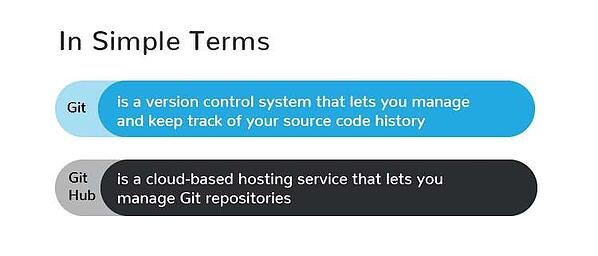 In Simple Terms
Git
is a version control system that lets you manage
and keep track of your source code history
Git
Hub
is a cloud-based hosting service that lets you
manage Git repositories